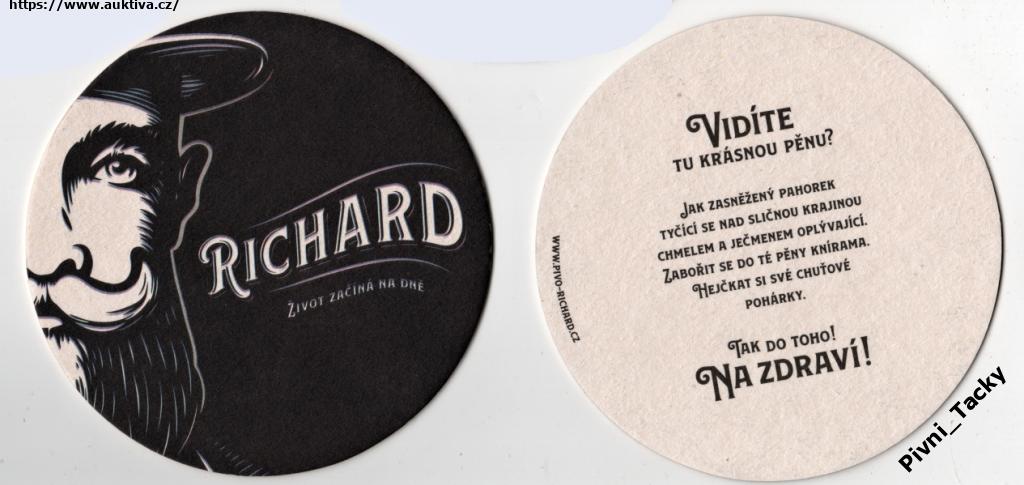 https://www.auktiva.cz/
RICHARD
ŽIVOT ZAČÍNÁ NA DNĚ
VIDÍTE
TU KRÁSNOU PĚNU?
JAK ZASNĚŽENÝ PAHOREK
TYČÍCÍ SE NAD SLIČNOU KRAJINOU
CHMELEM A JEČMENEM OPLÝVAJÍCÍ.
ZABOŘIT SE DO TÉ PĚNY KNÍRAMA.
HEJČKAT SI SVÉ CHUŤOVÉ
POHÁRKY.
TAK DO TOHO!
NA ZDRAVÍ!
WWW.PIVO-RICHARD.CZ
Pivni_Tacky